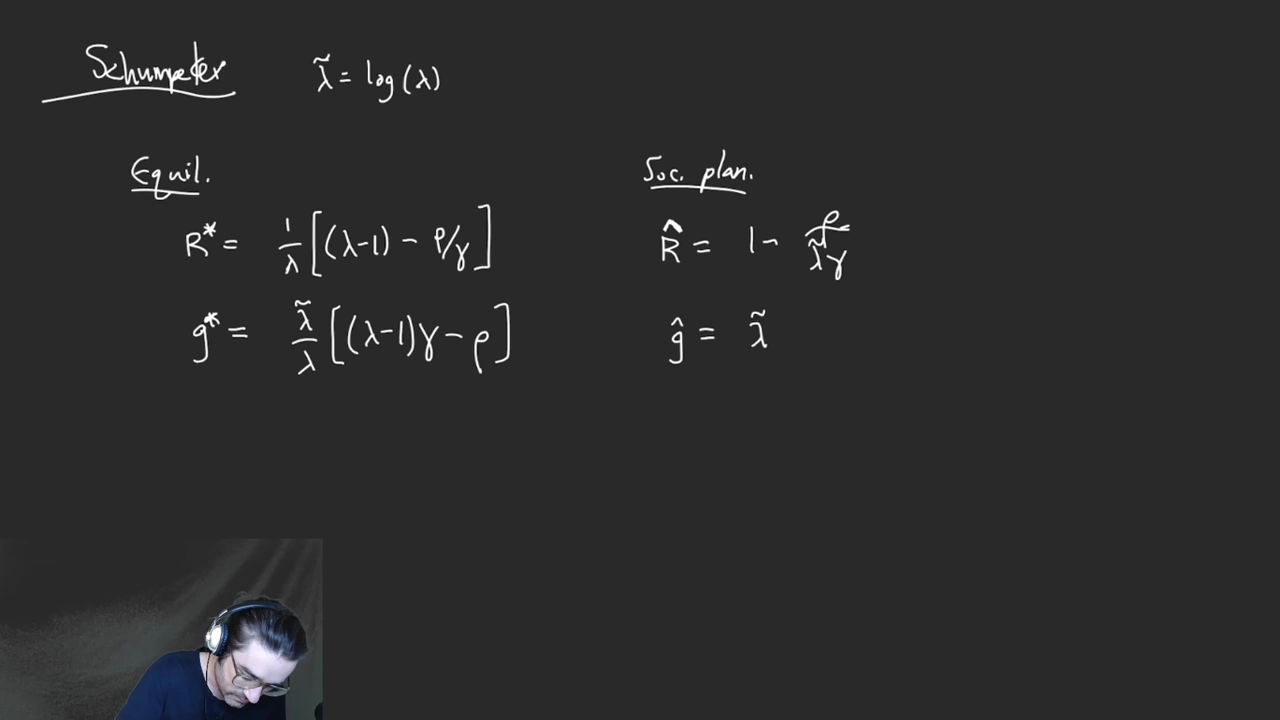 Schumpeter λ̃ = log(λ)
Equil.
R* = 1/λ [(λ-1) - ρ/γ]
g* = λ̃/λ [(λ-1)γ - ρ]
Soc. plan.
R̂ = 1 - ρ/λ̃γ
ĝ = λ̃